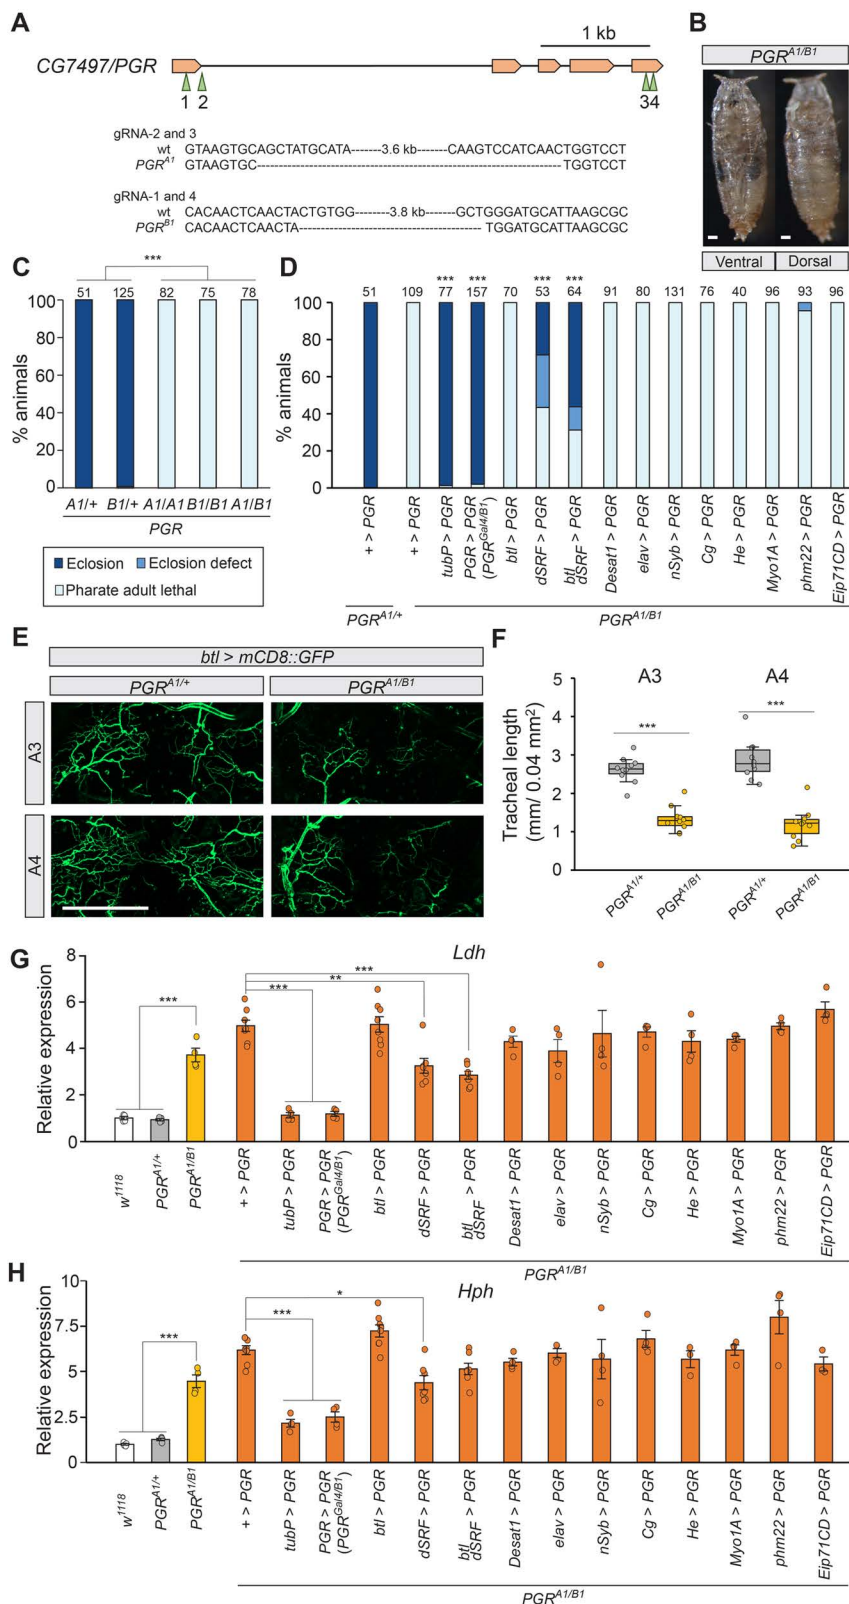 A
CG7497/PGR
1 kb
1 2 34
gRNA-2 and 3
wt GTAAGTGCAGCTATGCATA-------3.6 kb-------CAAGTCCATCAACTGGTCCT
PGR^A1 GTAAGTGC----------------------------------------------------TGGTCCT
gRNA-1 and 4
wt CACAACTCAACTACTGTGG-------3.8 kb-------GCTGGGATGCATTAAGCGC
PGR^B1 CACAACTCAACTA-------------------------------TGGATGCATTAAGCGC
B
PGR^A1/B1
Ventral Dorsal
C
***
51 125 82 75 78
% animals
100
80
60
40
20
0
A1/+ B1/+ A1/A1 B1/B1 A1/B1
PGR
Eclosion
Eclosion defect
Pharate adult lethal
D
*** *** *** ***
51 109 77 157 70 53 64 91 80 131 76 40 96 93 96
% animals
100
80
60
40
20
0
+ > PGR
+ > PGR
tubP > PGR
PGR > PGR
(PGR^Gal4/B1)
btl > PGR
dSRF > PGR
btl
dSRF > PGR
Desat1 > PGR
elav > PGR
nSyb > PGR
Cg > PGR
He > PGR
Myo1A > PGR
phm22 > PGR
Eip71CD > PGR
PGR^A1/+
PGR^A1/B1
E
btl > mCD8::GFP
PGR^A1/+
PGR^A1/B1
A3
A4
F
A3 A4
*** ***
Tracheal length
(mm/ 0.04 mm²)
5
4
3
2
1
0
PGR^A1/+
PGR^A1/B1
PGR^A1/+
PGR^A1/B1
G
Ldh
Relative expression
8
6
4
2
0
***
***
**
***
w^1118
PGR^A1/+
PGR^A1/B1
+ > PGR
tubP > PGR
PGR > PGR
(PGR^Gal4/B1)
btl > PGR
dSRF > PGR
btl
dSRF > PGR
Desat1 > PGR
elav > PGR
nSyb > PGR
Cg > PGR
He > PGR
Myo1A > PGR
phm22 > PGR
Eip71CD > PGR
PGR^A1/B1
H
Hph
Relative expression
10
7.5
5
2.5
0
***
*
***
w^1118
PGR^A1/+
PGR^A1/B1
+ > PGR
tubP > PGR
PGR > PGR
(PGR^Gal4/B1)
btl > PGR
dSRF > PGR
btl
dSRF > PGR
Desat1 > PGR
elav > PGR
nSyb > PGR
Cg > PGR
He > PGR
Myo1A > PGR
phm22 > PGR
Eip71CD > PGR
PGR^A1/B1